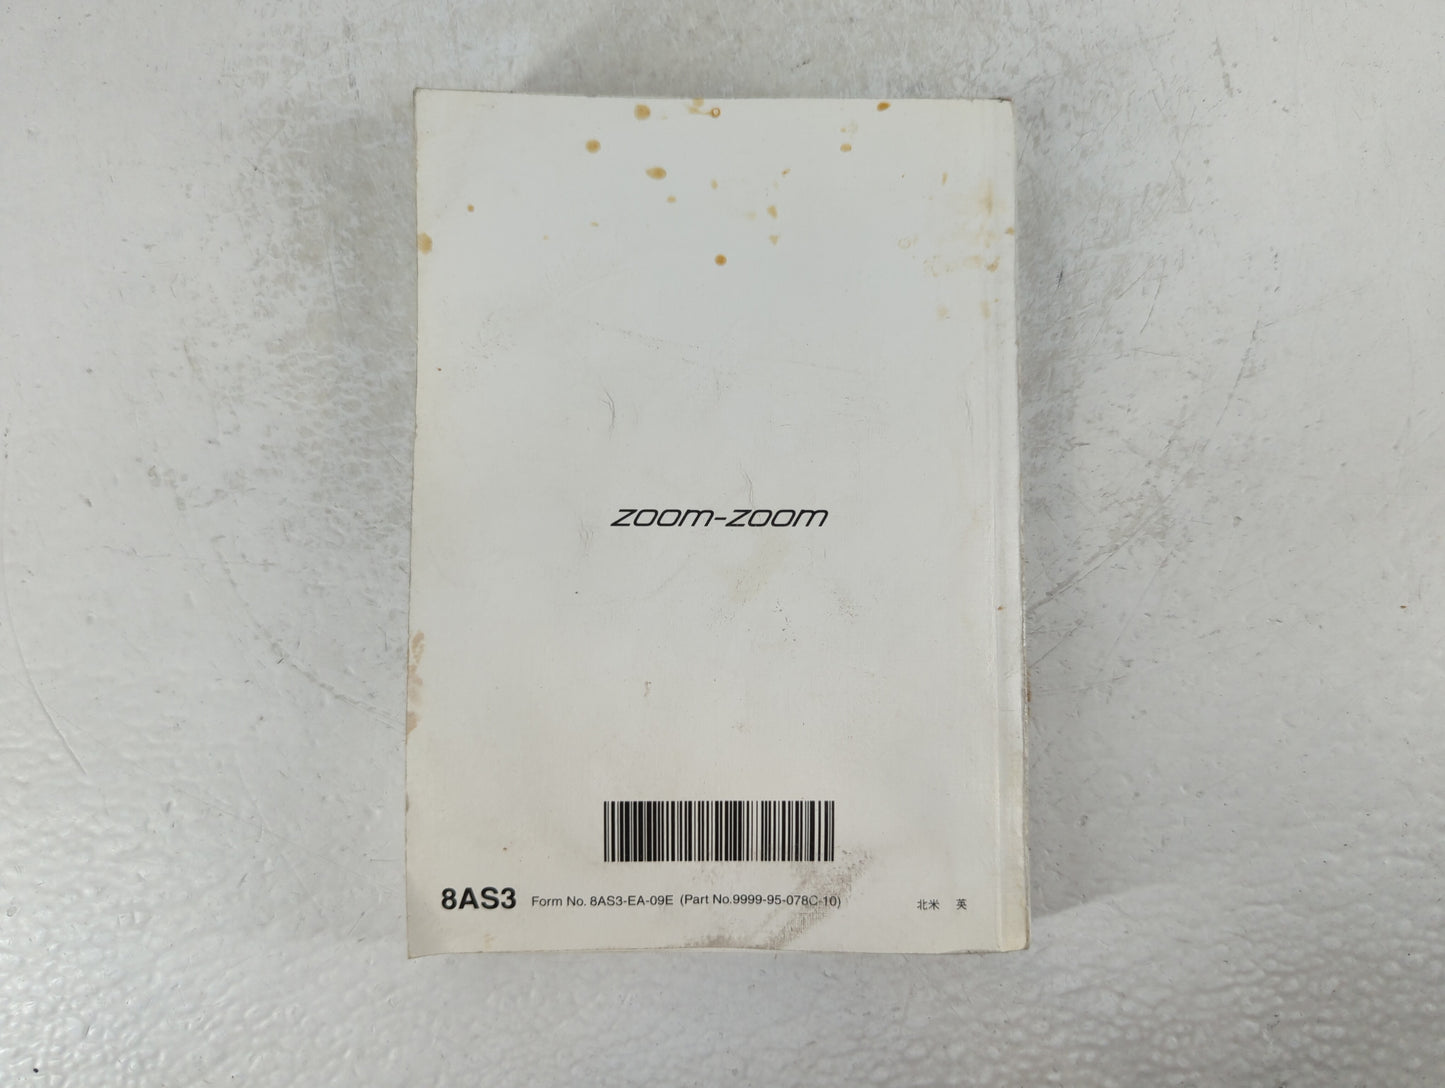 zoom-zoom
8AS3 Form No. 8AS3-EA-09E (Part No.9999-95-078C-10) 北米 英